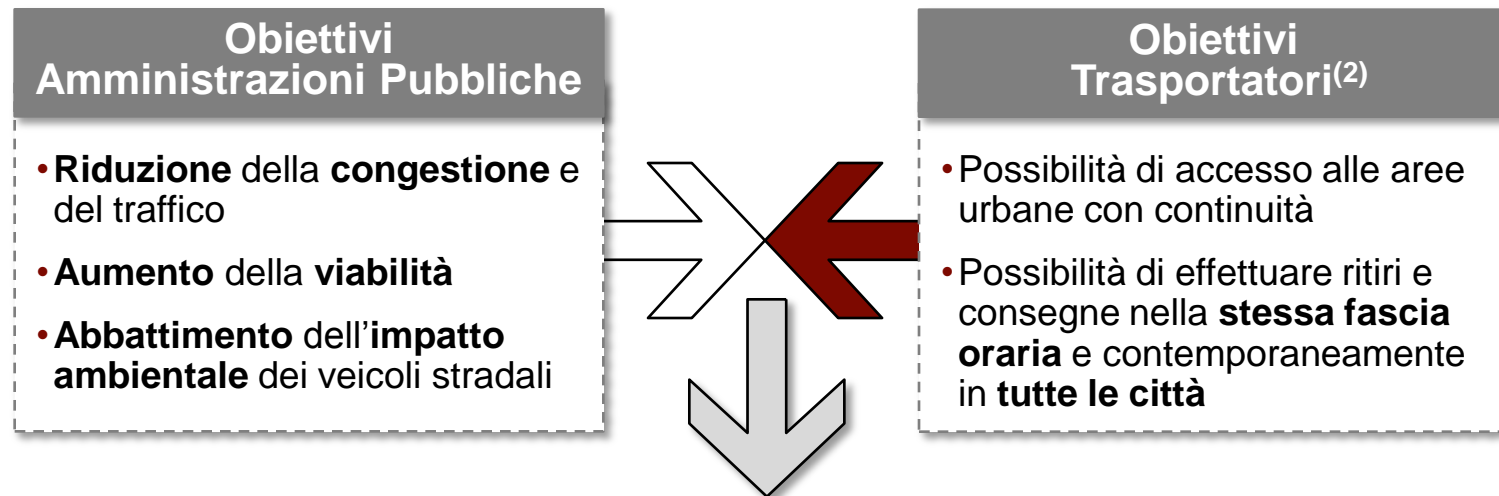 Obiettivi
Amministrazioni Pubbliche
•Riduzione della congestione e
del traffico
•Aumento della viabilità
•Abbattimento dell'impatto
ambientale dei veicoli stradali
Obiettivi
Trasportatori(2)
•Possibilità di accesso alle aree
urbane con continuità
•Possibilità di effettuare ritiri e
consegne nella stessa fascia
oraria e contemporaneamente
in tutte le città